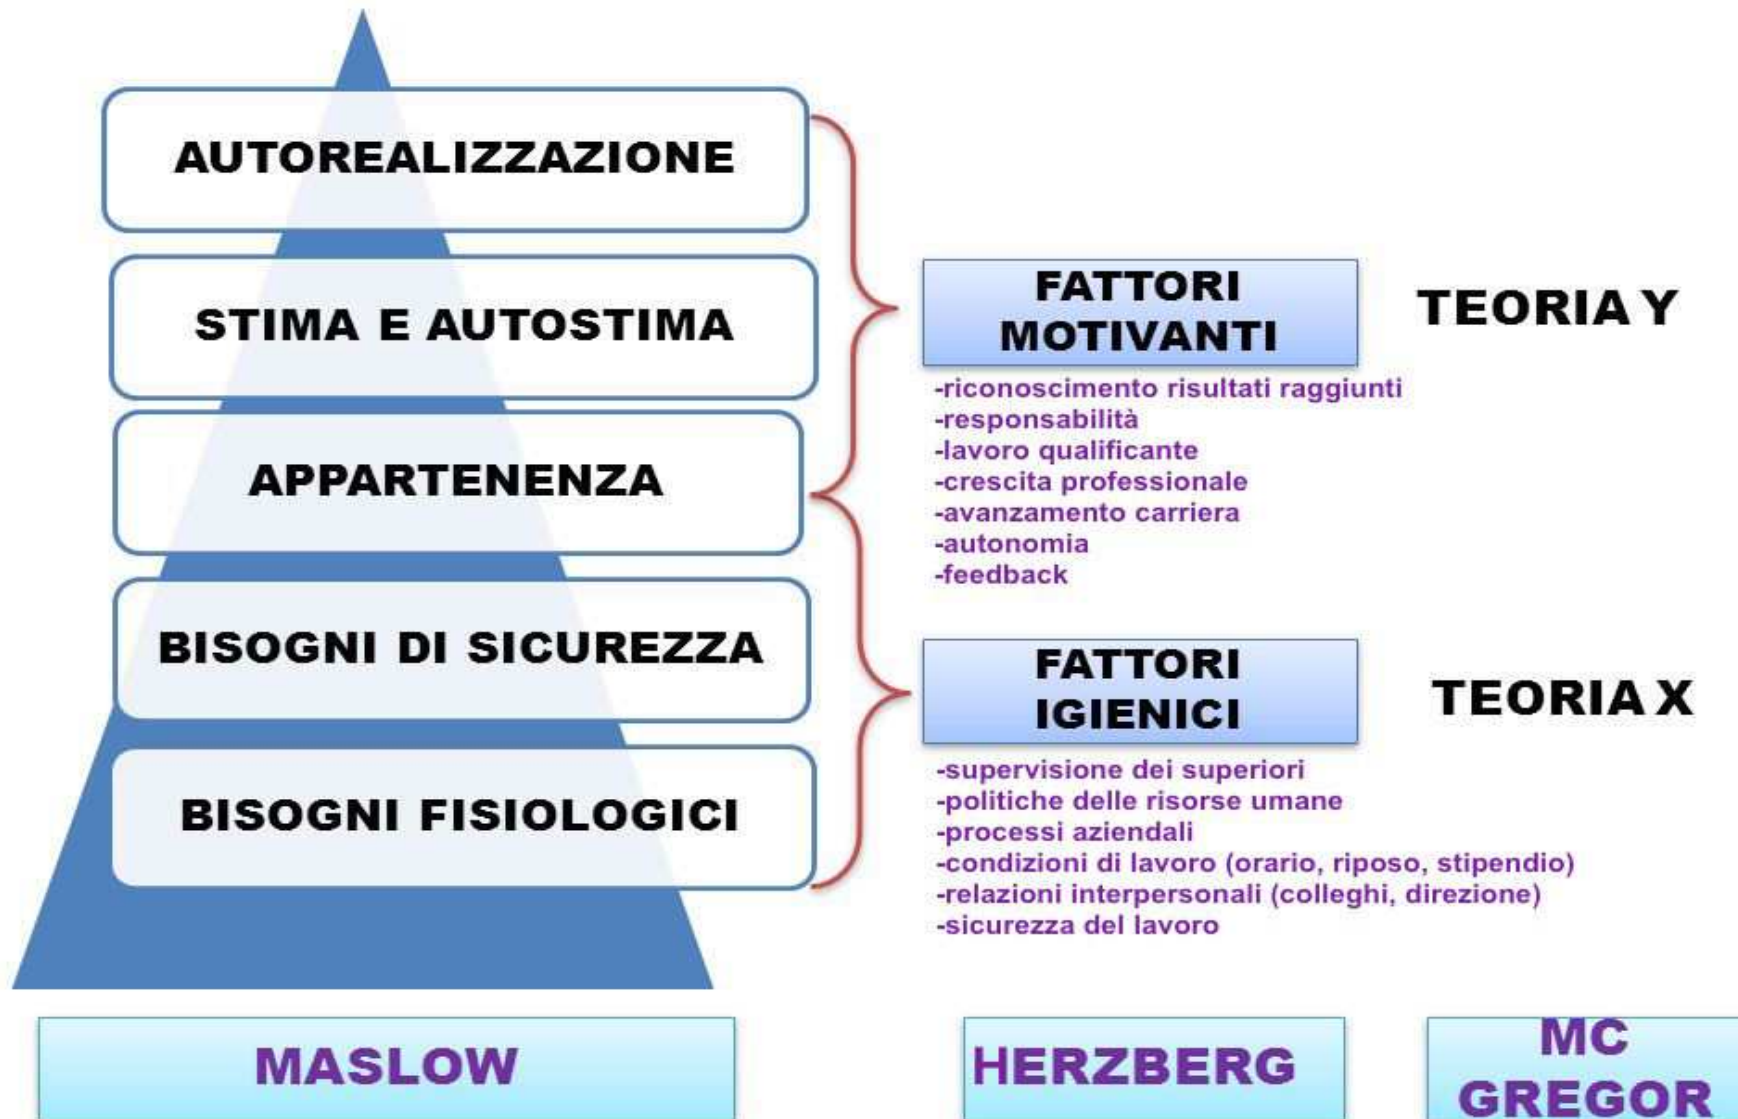 AUTOREALIZZAZIONE
STIMA E AUTOSTIMA
APPARTENENZA
BISOGNI DI SICUREZZA
BISOGNI FISIOLOGICI
FATTORI
MOTIVANTI
TEORIA Y
-riconoscimento risultati raggiunti
-responsabilità
-lavoro qualificante
-crescita professionale
-avanzamento carriera
-autonomia
-feedback
FATTORI
IGIENICI
TEORIA X
-supervisione dei superiori
-politiche delle risorse umane
-processi aziendali
-condizioni di lavoro (orario, riposo, stipendio)
-relazioni interpersonali (colleghi, direzione)
-sicurezza del lavoro
MASLOW
HERZBERG
MC
GREGOR